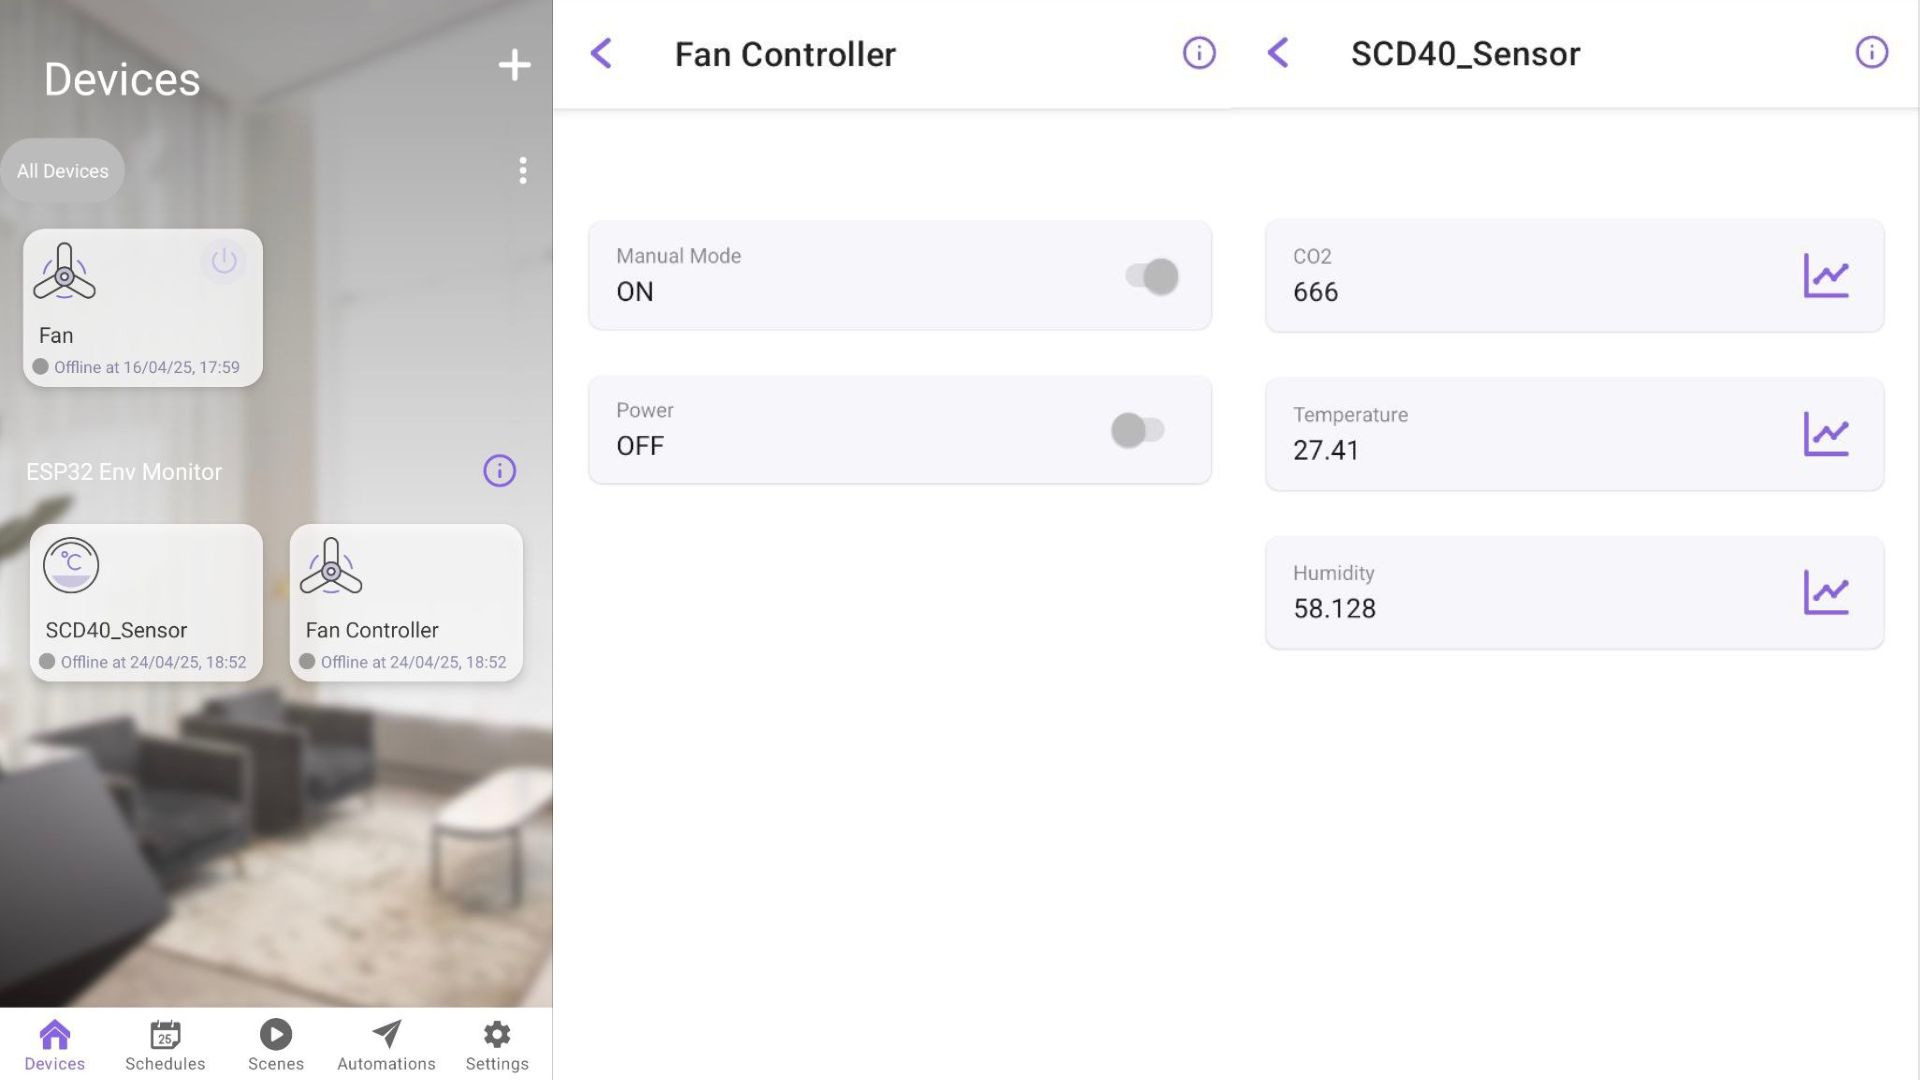 Devices
All Devices
Fan
Offline at 16/04/25, 17:59
ESP32 Env Monitor
°C
SCD40_Sensor
Offline at 24/04/25, 18:52
Fan Controller
Offline at 24/04/25, 18:52
Devices
25
Schedules
Scenes
Automations
Settings
Fan Controller
Manual Mode
ON
Power
OFF
SCD40_Sensor
CO2
666
Temperature
27.41
Humidity
58.128